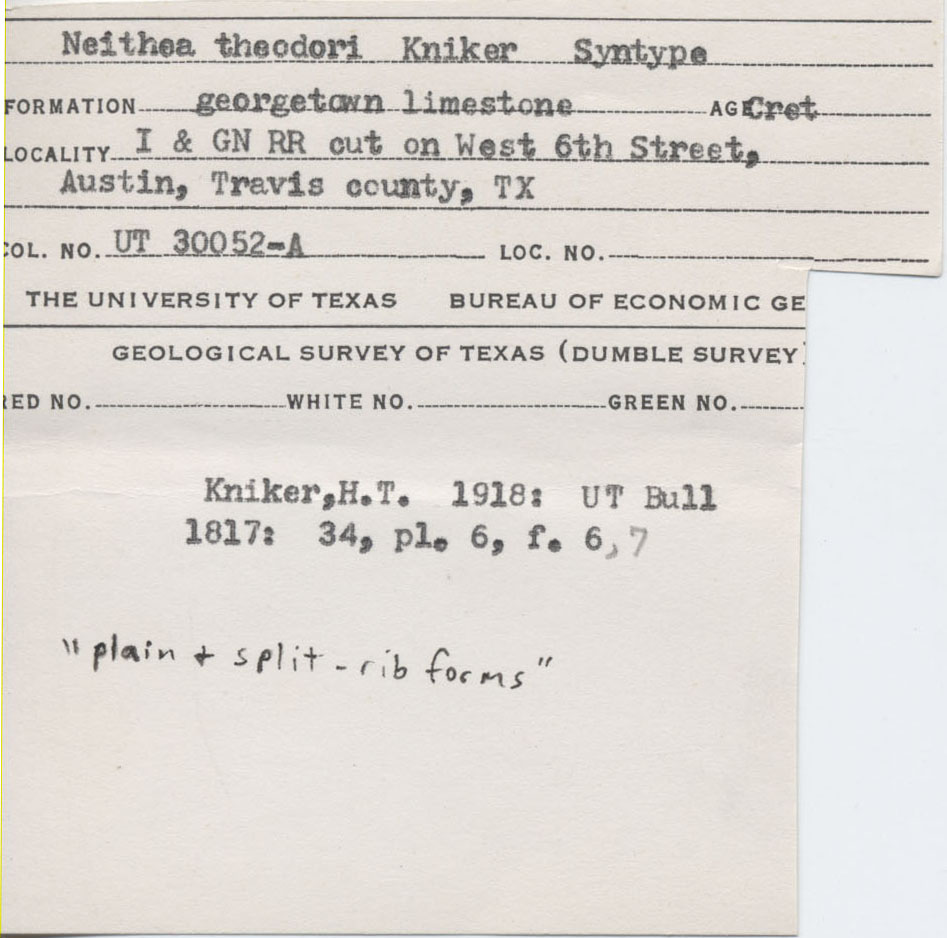 Neithea theodori Kniker Syntype
FORMATION georgetown limestone AGE Cret
LOCALITY I & GN RR cut on West 6th Street,
Austin, Travis county, TX
COL. NO. UT 30052-A LOC. NO.
THE UNIVERSITY OF TEXAS BUREAU OF ECONOMIC GE
GEOLOGICAL SURVEY OF TEXAS (DUMBLE SURVEY)
RED NO. WHITE NO. GREEN NO.
Kniker,H.T. 1918: UT Bull
1817: 34, pl. 6, f. 6, 7
"plain + split-rib forms"